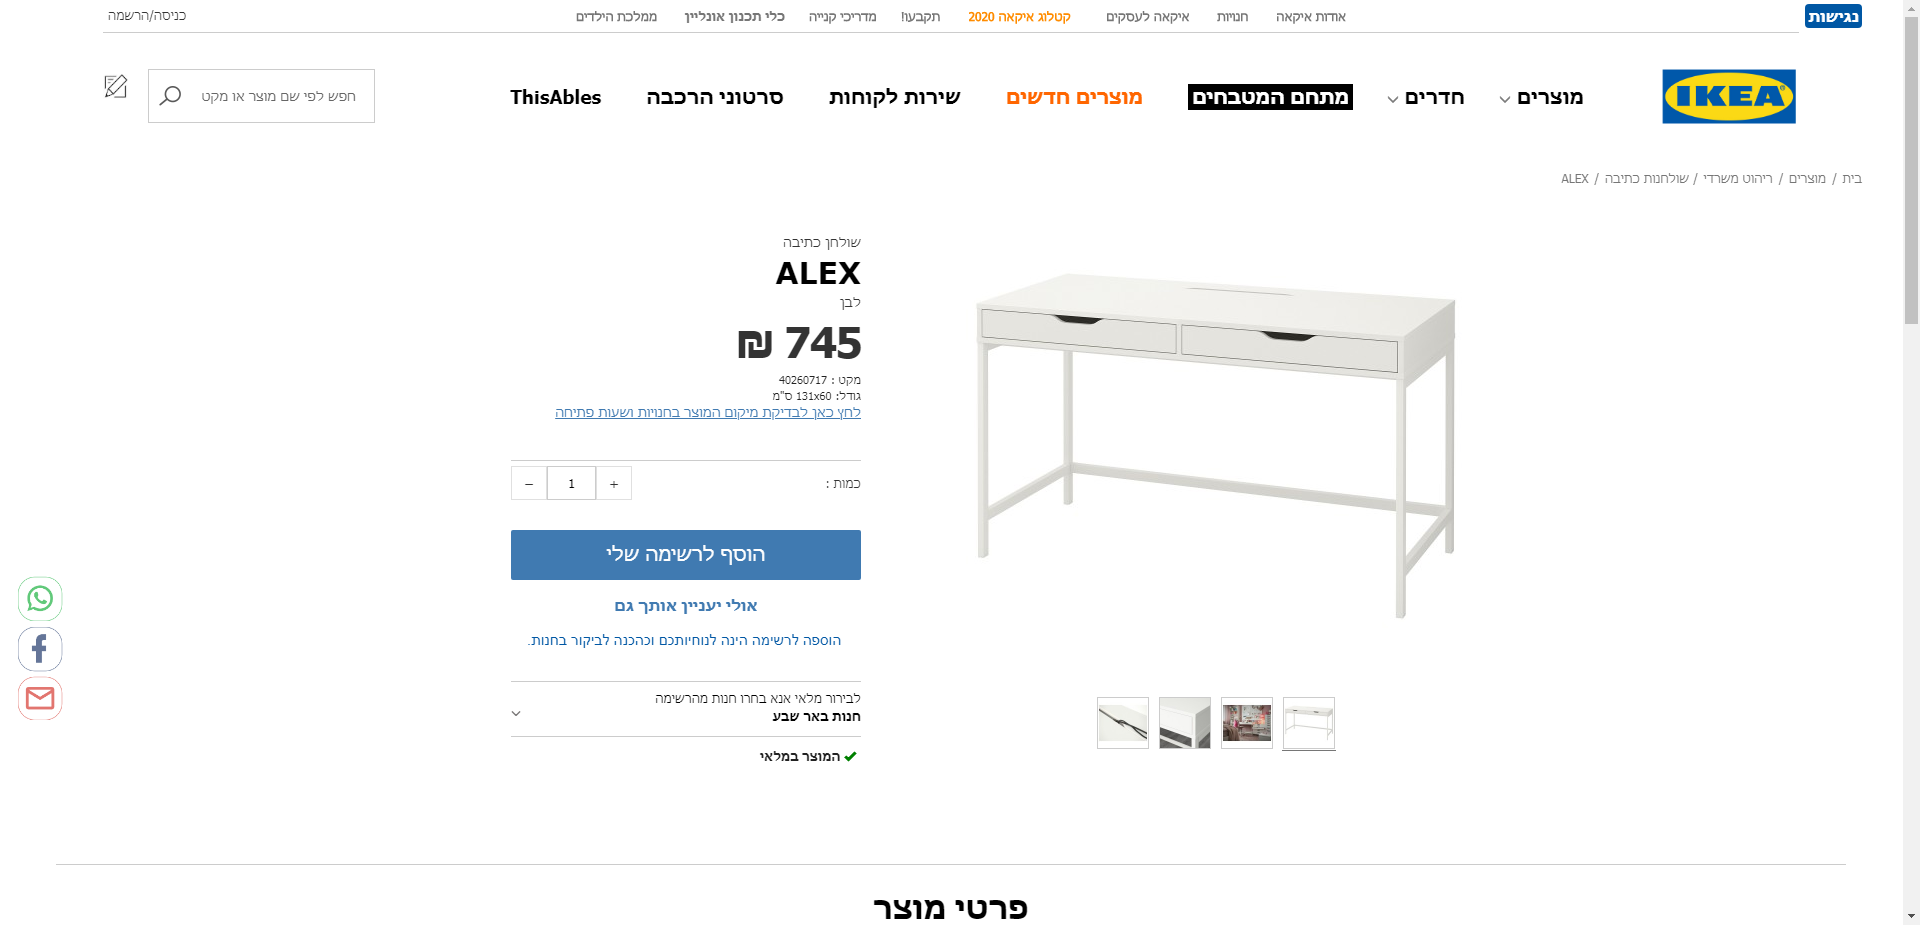 נגישות
אודות איקאה
חנויות
איקאה לעסקים
קטלוג איקאה 2020
תקבעו!
מדריכי קנייה
כלי תכנון אונליין
ממלכת הילדים
כניסה/הרשמה
IKEA
מוצרים
חדרים
מתחם המטבחים
מוצרים חדשים
שירות לקוחות
סרטוני הרכבה
ThisAbles
חפש לפי שם מוצר או מקט
בית / מוצרים / ריהוט משרדי / שולחנות כתיבה / ALEX
שולחן כתיבה
ALEX
לבן
745 ₪
מקט : 40260717
גודל: 131x60 ס"מ
לחץ כאן לבדיקת מיקום המוצר בחנויות ושעות פתיחה
כמות :
+ 1 −
הוסף לרשימה שלי
אולי יעניין אותך גם
הוספה לרשימה הינה לנוחיותכם וכהכנה לביקור בחנות.
לבירור מלאי אנא בחרו חנות מהרשימה
חנות באר שבע
המוצר במלאי
פרטי מוצר